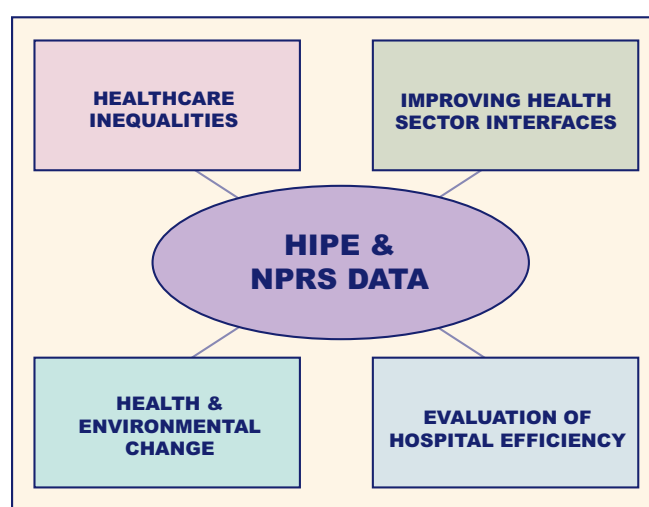 HEALTHCARE
INEQUALITIES
IMPROVING HEALTH
SECTOR INTERFACES
HIPE &
NPRS DATA
HEALTH &
ENVIRONMENTAL
CHANGE
EVALUATION OF
HOSPITAL EFFICIENCY